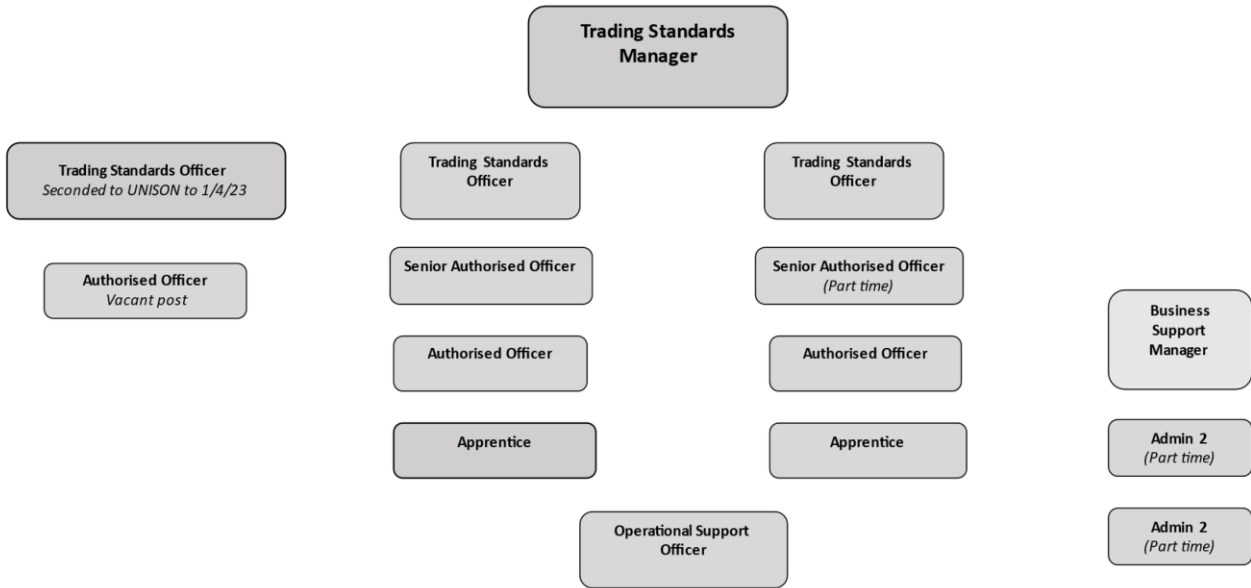 Trading Standards
Manager
Trading Standards Officer
Seconded to UNISON to 1/4/23
Trading Standards
Officer
Trading Standards
Officer
Authorised Officer
Vacant post
Senior Authorised Officer
Senior Authorised Officer
(Part time)
Business
Support
Manager
Authorised Officer
Authorised Officer
Apprentice
Apprentice
Admin 2
(Part time)
Operational Support
Officer
Admin 2
(Part time)